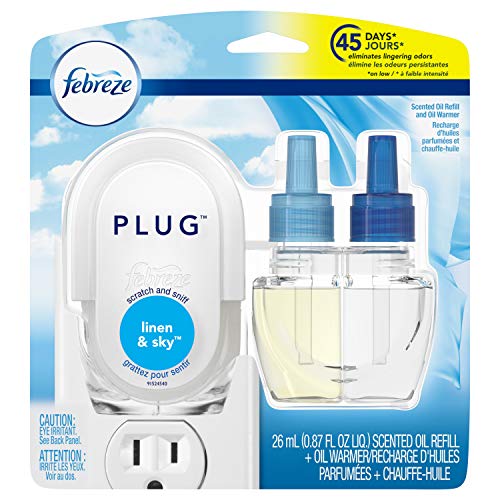 febreze
45 DAYS*
JOURS*
eliminates lingering odors
élimine les odeurs persistantes
*on low / * à faible intensité
Scented Oil Refill
and Oil Warmer
Recharge
d'huiles
parfumées et
chauffe-huile
PLUG™
febreze
scratch and sniff
linen
& sky™
grattez pour sentir
91524540
CAUTION:
EYE IRRITANT.
See Back Panel.
ATTENTION :
IRRITE LES YEUX.
Voir au dos.
26 mL (0.87 FL OZ LIQ.) SCENTED OIL REFILL
+ OIL WARMER/RECHARGE D'HUILES
PARFUMÉES + CHAUFFE-HUILE